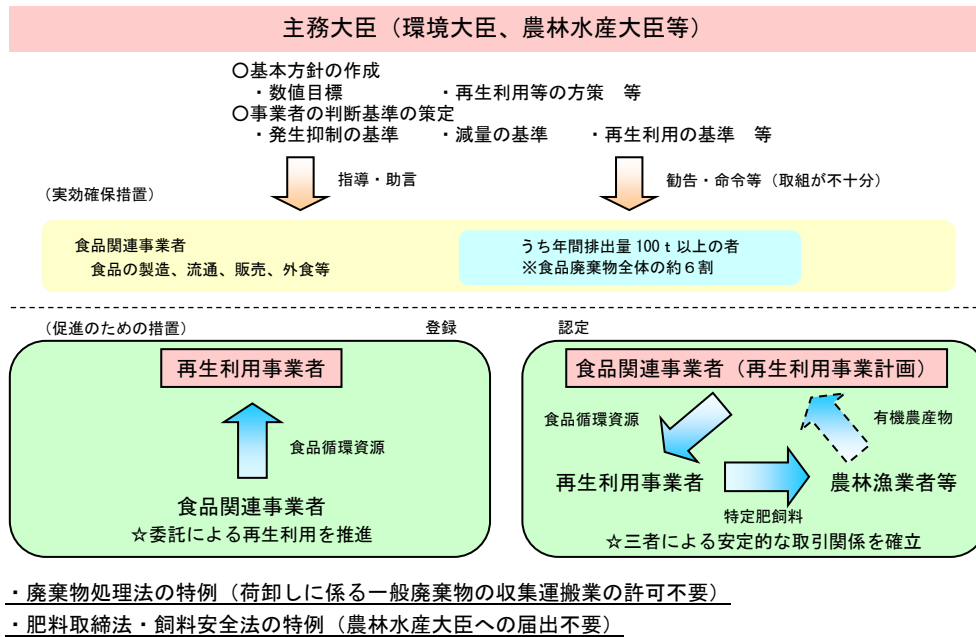 主務大臣（環境大臣、農林水産大臣等）
〇基本方針の作成
・数値目標　・再生利用等の方策　等
〇事業者の判断基準の策定
・発生抑制の基準　・減量の基準　・再生利用の基準　等
指導・助言
勧告・命令等（取組が不十分）
（実効確保措置）
食品関連事業者
食品の製造、流通、販売、外食等
うち年間排出量 100ｔ以上の者
※食品廃棄物全体の約６割
（促進のための措置）
登録
再生利用事業者
食品循環資源
食品関連事業者
☆委託による再生利用を推進
認定
食品関連事業者（再生利用事業計画）
食品循環資源
有機農産物
再生利用事業者
農林漁業者等
特定肥飼料
☆三者による安定的な取引関係を確立
・廃棄物処理法の特例（荷卸しに係る一般廃棄物の収集運搬業の許可不要）
・肥料取締法・飼料安全法の特例（農林水産大臣への届出不要）